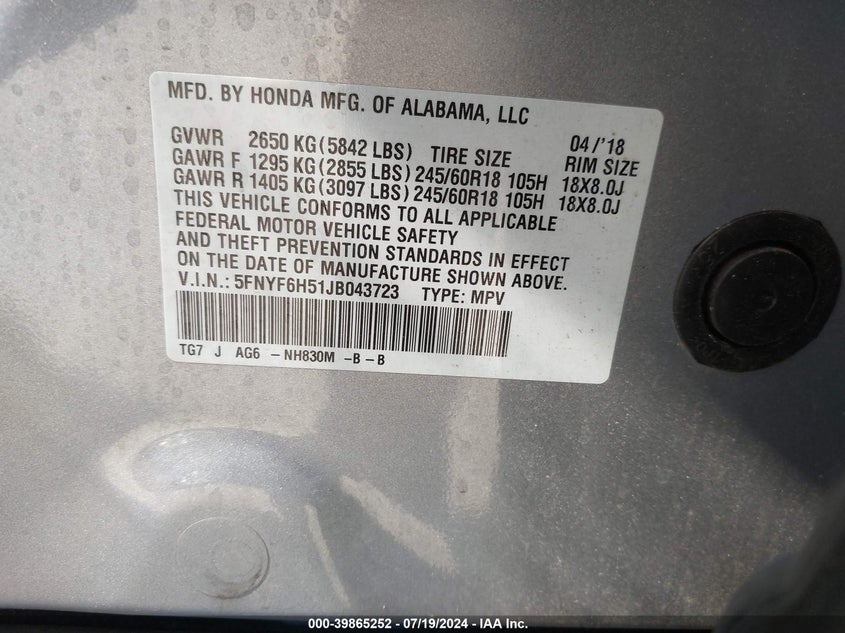 MFD. BY HONDA MFG. OF ALABAMA, LLC
04/'18
GVWR 2650 KG(5842 LBS) TIRE SIZE RIM SIZE
GAWR F 1295 KG(2855 LBS) 245/60R18 105H 18X8.0J
GAWR R 1405 KG(3097 LBS) 245/60R18 105H 18X8.0J
THIS VEHICLE CONFORMS TO ALL APPLICABLE
FEDERAL MOTOR VEHICLE SAFETY
AND THEFT PREVENTION STANDARDS IN EFFECT
ON THE DATE OF MANUFACTURE SHOWN ABOVE.
V.I.N.: 5FNYF6H51JB043723 TYPE: MPV
TG7 J AG6 -NH830M -B-B
000-39865252 - 07/19/2024 - IAA Inc.